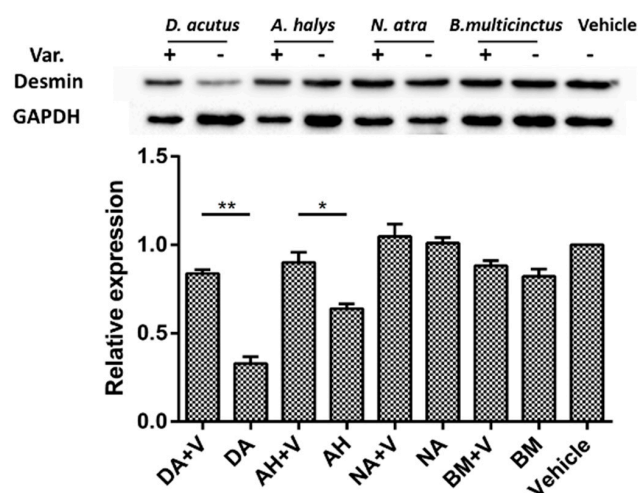 D. acutus A. halys N. atra B.multicinctus Vehicle
Var. + - + - + - + - -
Desmin
GAPDH
Relative expression
1.5
1.0
0.5
0.0
** *
DA+V DA AH+V AH NA+V NA BM+V BM Vehicle